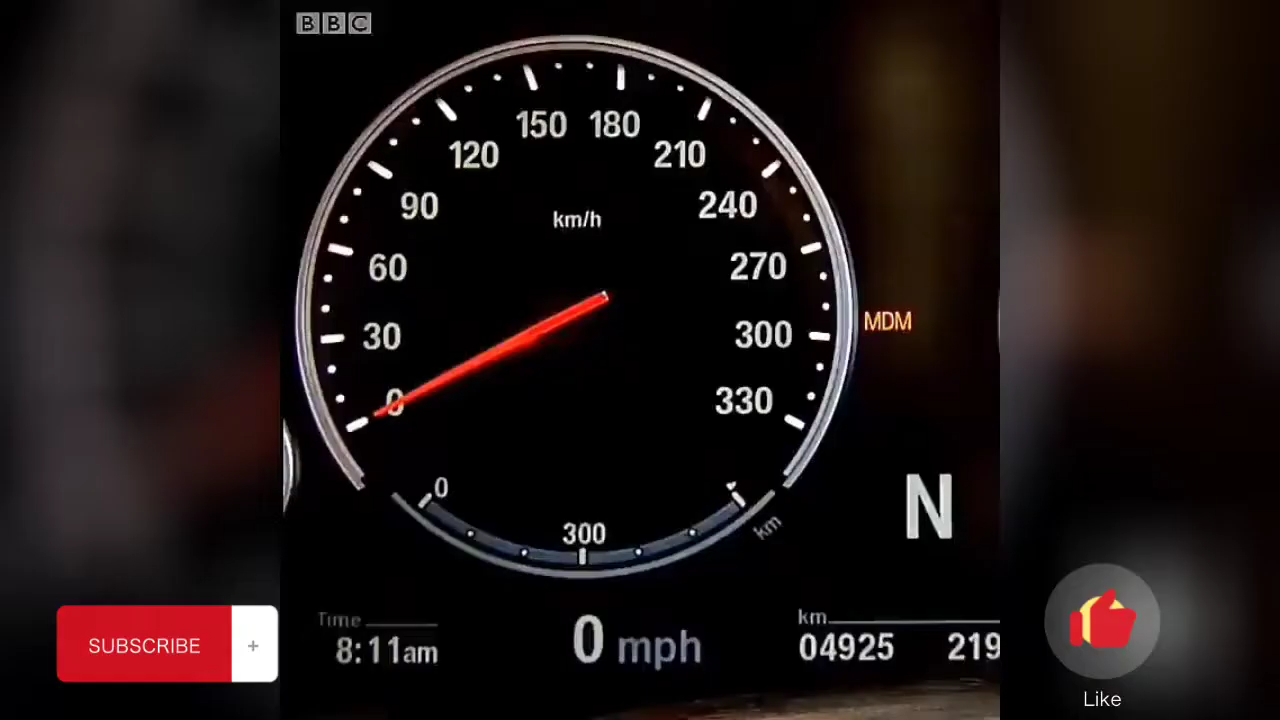 BBC
150 180
120 210
90 km/h 240
60 270
30 300 MDM
0 330
0
N
300 km
Time km
8:11am 0 mph 04925 219
SUBSCRIBE +
Like